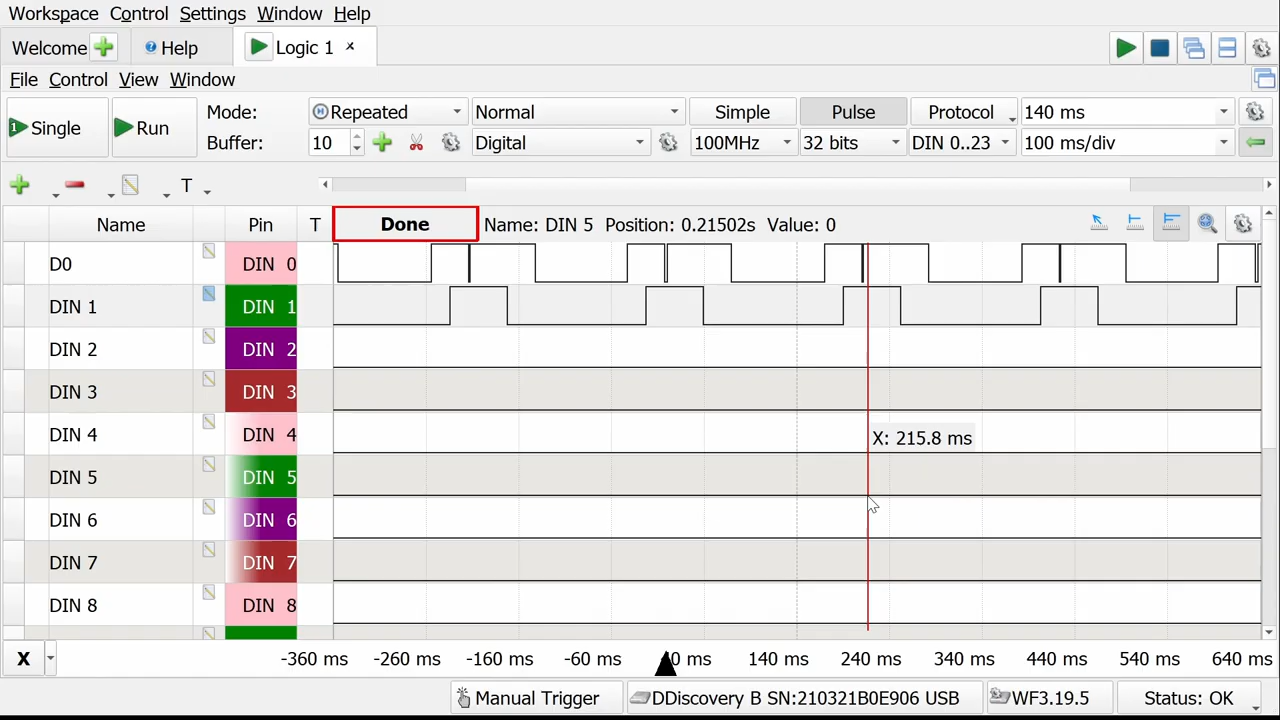 Workspace Control Settings Window Help
Welcome Help Logic 1
File Control View Window
Single Run Mode: Repeated Normal Simple Pulse Protocol 140 ms
Buffer: 10 Digital 100MHz 32 bits DIN 0..23 100 ms/div
T
Name Pin T Done Name: DIN 5 Position: 0.21502s Value: 0
D0 DIN 0
DIN 1 DIN 1
DIN 2 DIN 2
DIN 3 DIN 3
DIN 4 DIN 4
X: 215.8 ms
DIN 5 DIN 5
DIN 6 DIN 6
DIN 7 DIN 7
DIN 8 DIN 8
X -360 ms -260 ms -160 ms -60 ms 140 ms 240 ms 340 ms 440 ms 540 ms 640 ms
Manual Trigger DDiscovery B SN:210321B0E906 USB WF3.19.5 Status: OK